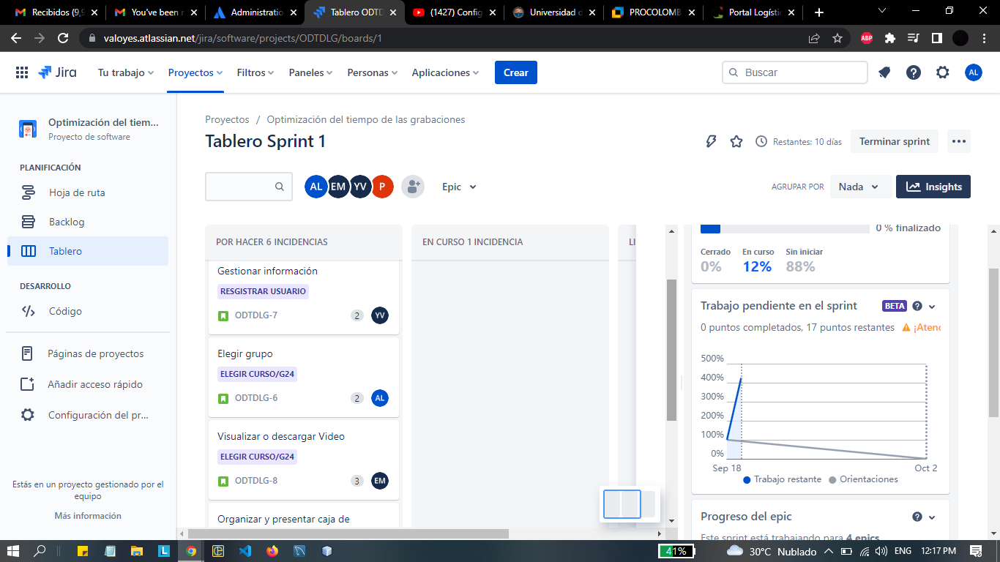 Recibidos (9,9
You've been r
Administratio
Tablero ODTD
(1427) Config
Universidad d
PROCOLOMB
Portal Logísti
valoyes.atlassian.net/jira/software/projects/ODTDLG/boards/1
ABP
Jira
Tu trabajo
Proyectos
Filtros
Paneles
Personas
Aplicaciones
Crear
Buscar
AL
Optimización del tiem...
Proyecto de software
PLANIFICACIÓN
Hoja de ruta
Backlog
Tablero
DESARROLLO
Código
Páginas de proyectos
Añadir acceso rápido
Configuración del pr...
Estás en un proyecto gestionado por el
equipo
Más información
Proyectos / Optimización del tiempo de las grabaciones
Tablero Sprint 1
Restantes: 10 días
Terminar sprint
AL EM YV P
Epic
AGRUPAR POR
Nada
Insights
POR HACER 6 INCIDENCIAS
Gestionar información
RESGISTRAR USUARIO
ODTDLG-7 2 YV
Elegir grupo
ELEGIR CURSO/G24
ODTDLG-6 2 AL
Visualizar o descargar Video
ELEGIR CURSO/G24
ODTDLG-8 3 EM
Organizar y presentar caja de
EN CURSO 1 INCIDENCIA
LI
0 % finalizado
Cerrado En curso Sin iniciar
0% 12% 88%
Trabajo pendiente en el sprint BETA
0 puntos completados, 17 puntos restantes ¡Atenc
500%
400%
300%
200%
100%
0%
Sep 18 Oct 2
Trabajo restante Orientaciones
Progreso del epic
Este sprint está trabajando para 4 epics
41%
30°C Nublado
ENG
12:17 PM